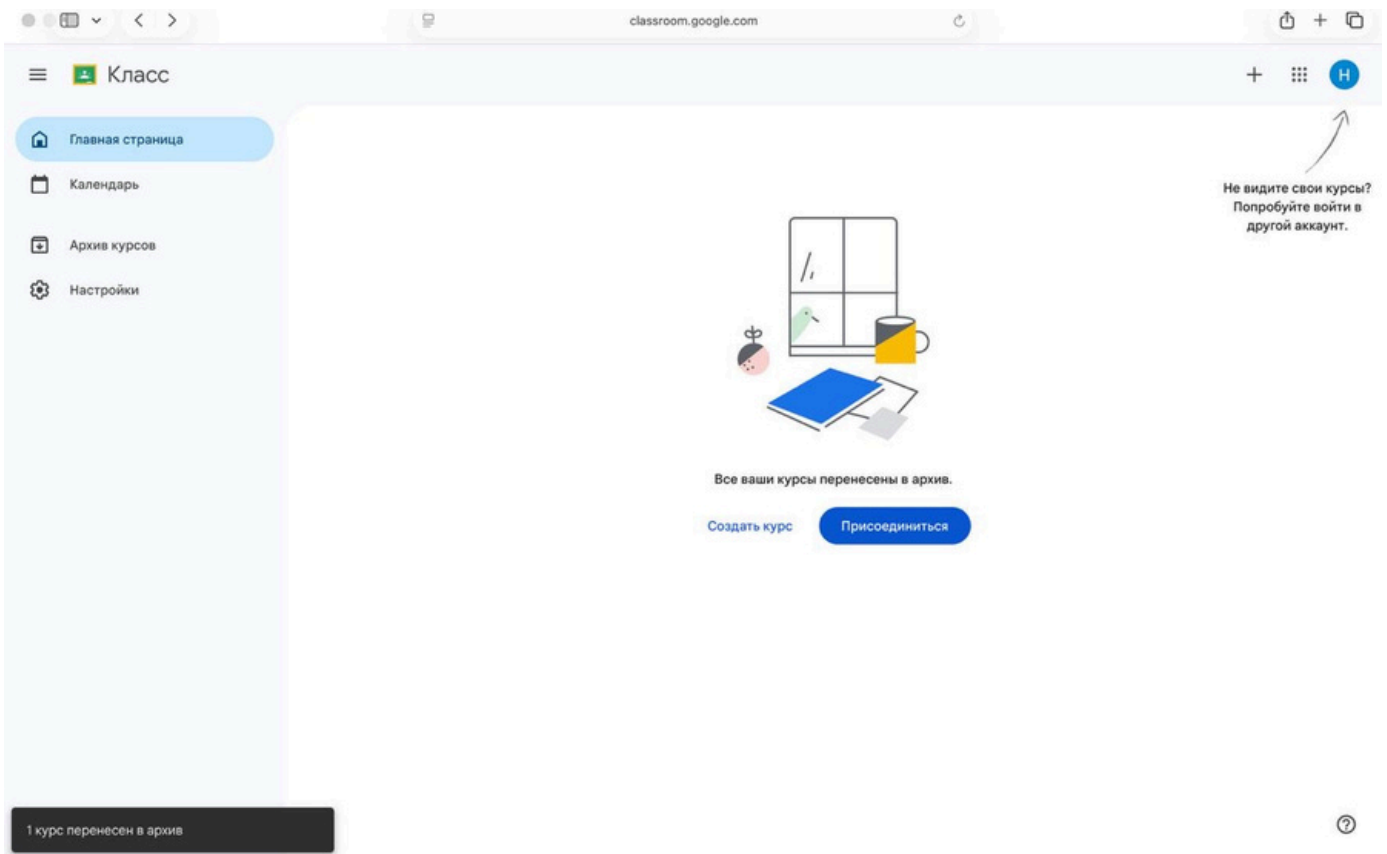 classroom.google.com
Класс
Н
Главная страница
Календарь
Архив курсов
Настройки
Не видите свои курсы?
Попробуйте войти в
другой аккаунт.
Все ваши курсы перенесены в архив.
Создать курс
Присоединиться
1 курс перенесен в архив